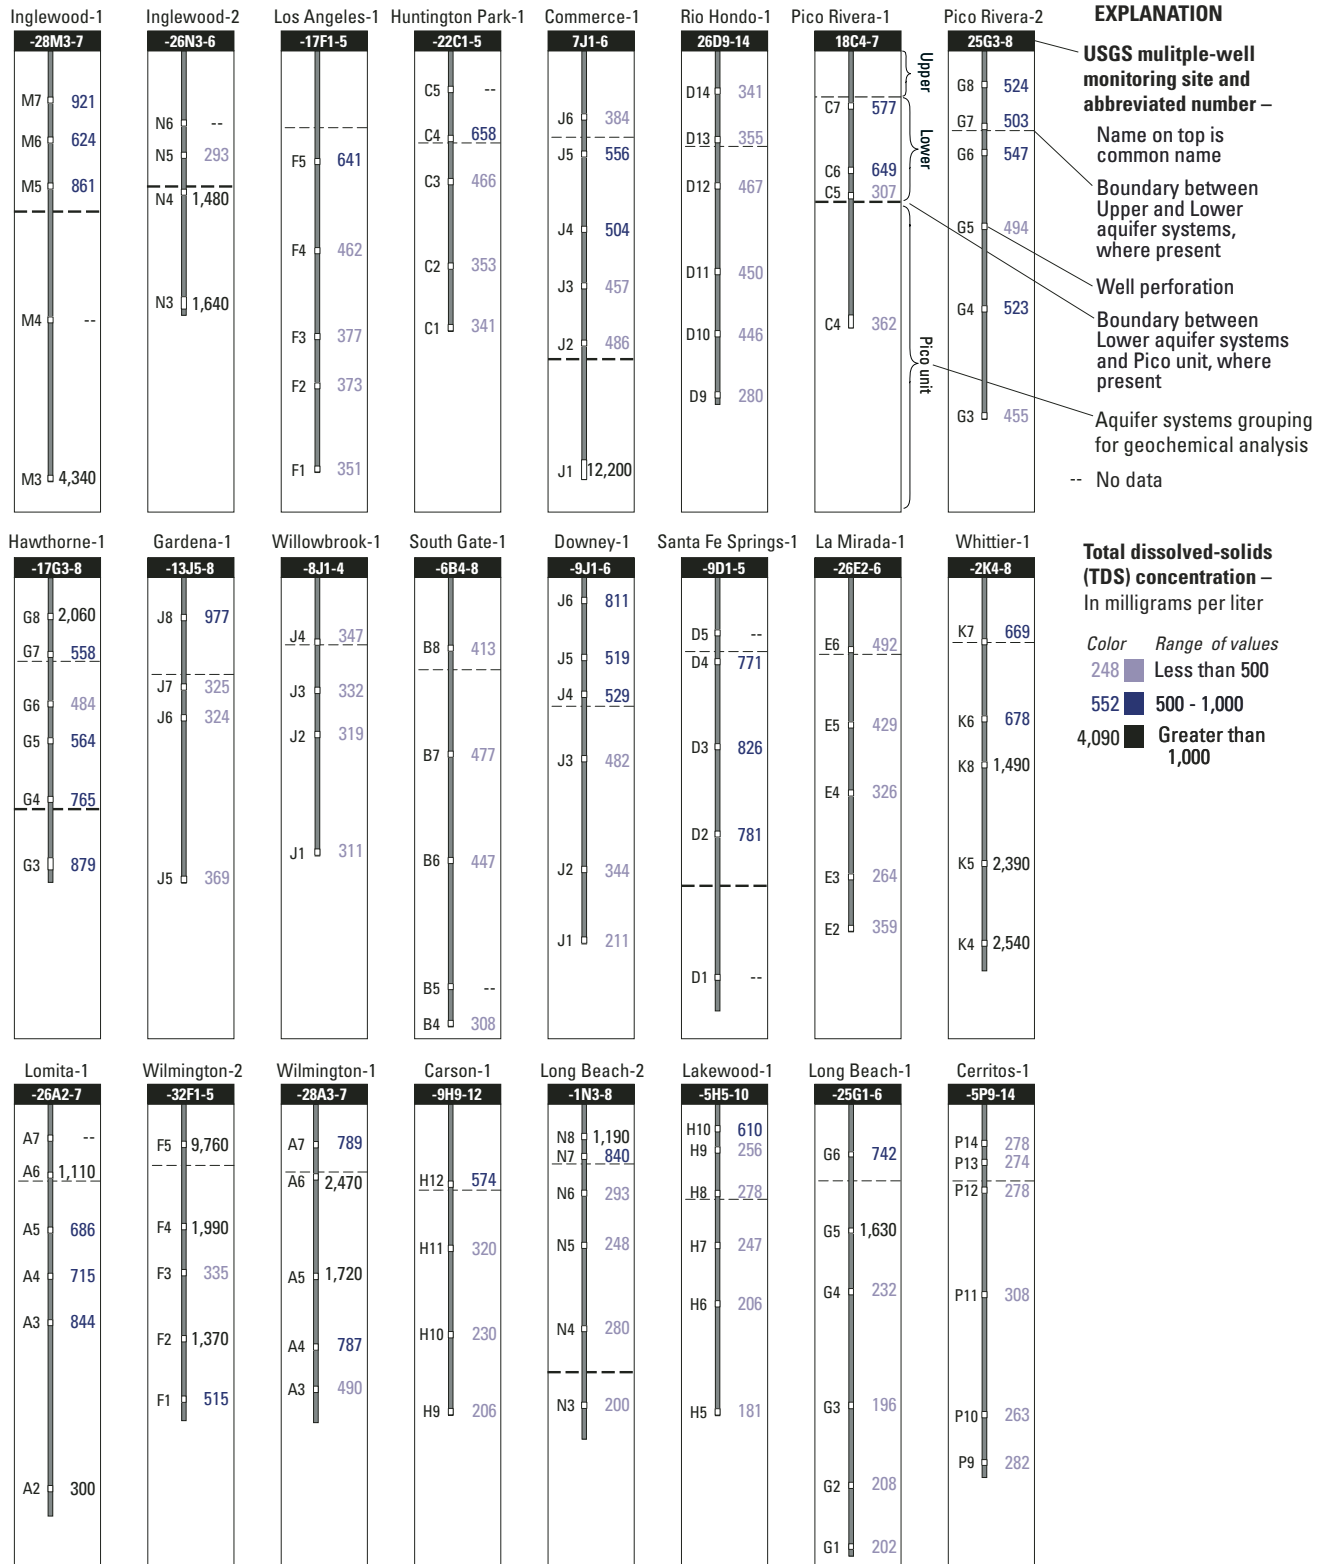 Inglewood-1
-28M3-7
M7 921
M6 624
M5 861
M4 --
M3 4,340
Inglewood-2
-26N3-6
N6 --
N5 293
N4 1,480
N3 1,640
Los Angeles-1
-17F1-5
F5 641
F4 462
F3 377
F2 373
F1 351
Huntington Park-1
-22C1-5
C5 --
C4 658
C3 466
C2 353
C1 341
Commerce-1
7J1-6
J6 384
J5 556
J4 504
J3 457
J2 486
J1 12,200
Rio Hondo-1
26D9-14
D14 341
D13 355
D12 467
D11 450
D10 446
D9 280
Pico Rivera-1
18C4-7
C7 577
C6 649
C5 307
C4 362
Upper
Lower
Pico unit
Pico Rivera-2
25G3-8
G8 524
G7 503
G6 547
G5 494
G4 523
G3 455
EXPLANATION
USGS mulitple-well
monitoring site and
abbreviated number –
Name on top is
common name
Boundary between
Upper and Lower
aquifer systems,
where present
Well perforation
Boundary between
Lower aquifer systems
and Pico unit, where
present
Aquifer systems grouping
for geochemical analysis
-- No data
Hawthorne-1
-17G3-8
G8 2,060
G7 558
G6 484
G5 564
G4 765
G3 879
Gardena-1
-13J5-8
J8 977
J7 325
J6 324
J5 369
Willowbrook-1
-8J1-4
J4 347
J3 332
J2 319
J1 311
South Gate-1
-6B4-8
B8 413
B7 477
B6 447
B5 --
B4 308
Downey-1
-9J1-6
J6 811
J5 519
J4 529
J3 482
J2 344
J1 211
Santa Fe Springs-1
-9D1-5
D5 --
D4 771
D3 826
D2 781
D1 --
La Mirada-1
-26E2-6
E6 492
E5 429
E4 326
E3 264
E2 359
Whittier-1
-2K4-8
K7 669
K6 678
K8 1,490
K5 2,390
K4 2,540
Total dissolved-solids
(TDS) concentration –
In milligrams per liter
Color Range of values
248 Less than 500
552 500 - 1,000
4,090 Greater than
1,000
Lomita-1
-26A2-7
A7 --
A6 1,110
A5 686
A4 715
A3 844
A2 300
Wilmington-2
-32F1-5
F5 9,760
F4 1,990
F3 335
F2 1,370
F1 515
Wilmington-1
-28A3-7
A7 789
A6 2,470
A5 1,720
A4 787
A3 490
Carson-1
-9H9-12
H12 574
H11 320
H10 230
H9 206
Long Beach-2
-1N3-8
N8 1,190
N7 840
N6 293
N5 248
N4 280
N3 200
Lakewood-1
-5H5-10
H10 610
H9 256
H8 278
H7 247
H6 206
H5 181
Long Beach-1
-25G1-6
G6 742
G5 1,630
G4 232
G3 196
G2 208
G1 202
Cerritos-1
-5P9-14
P14 278
P13 274
P12 278
P11 308
P10 263
P9 282